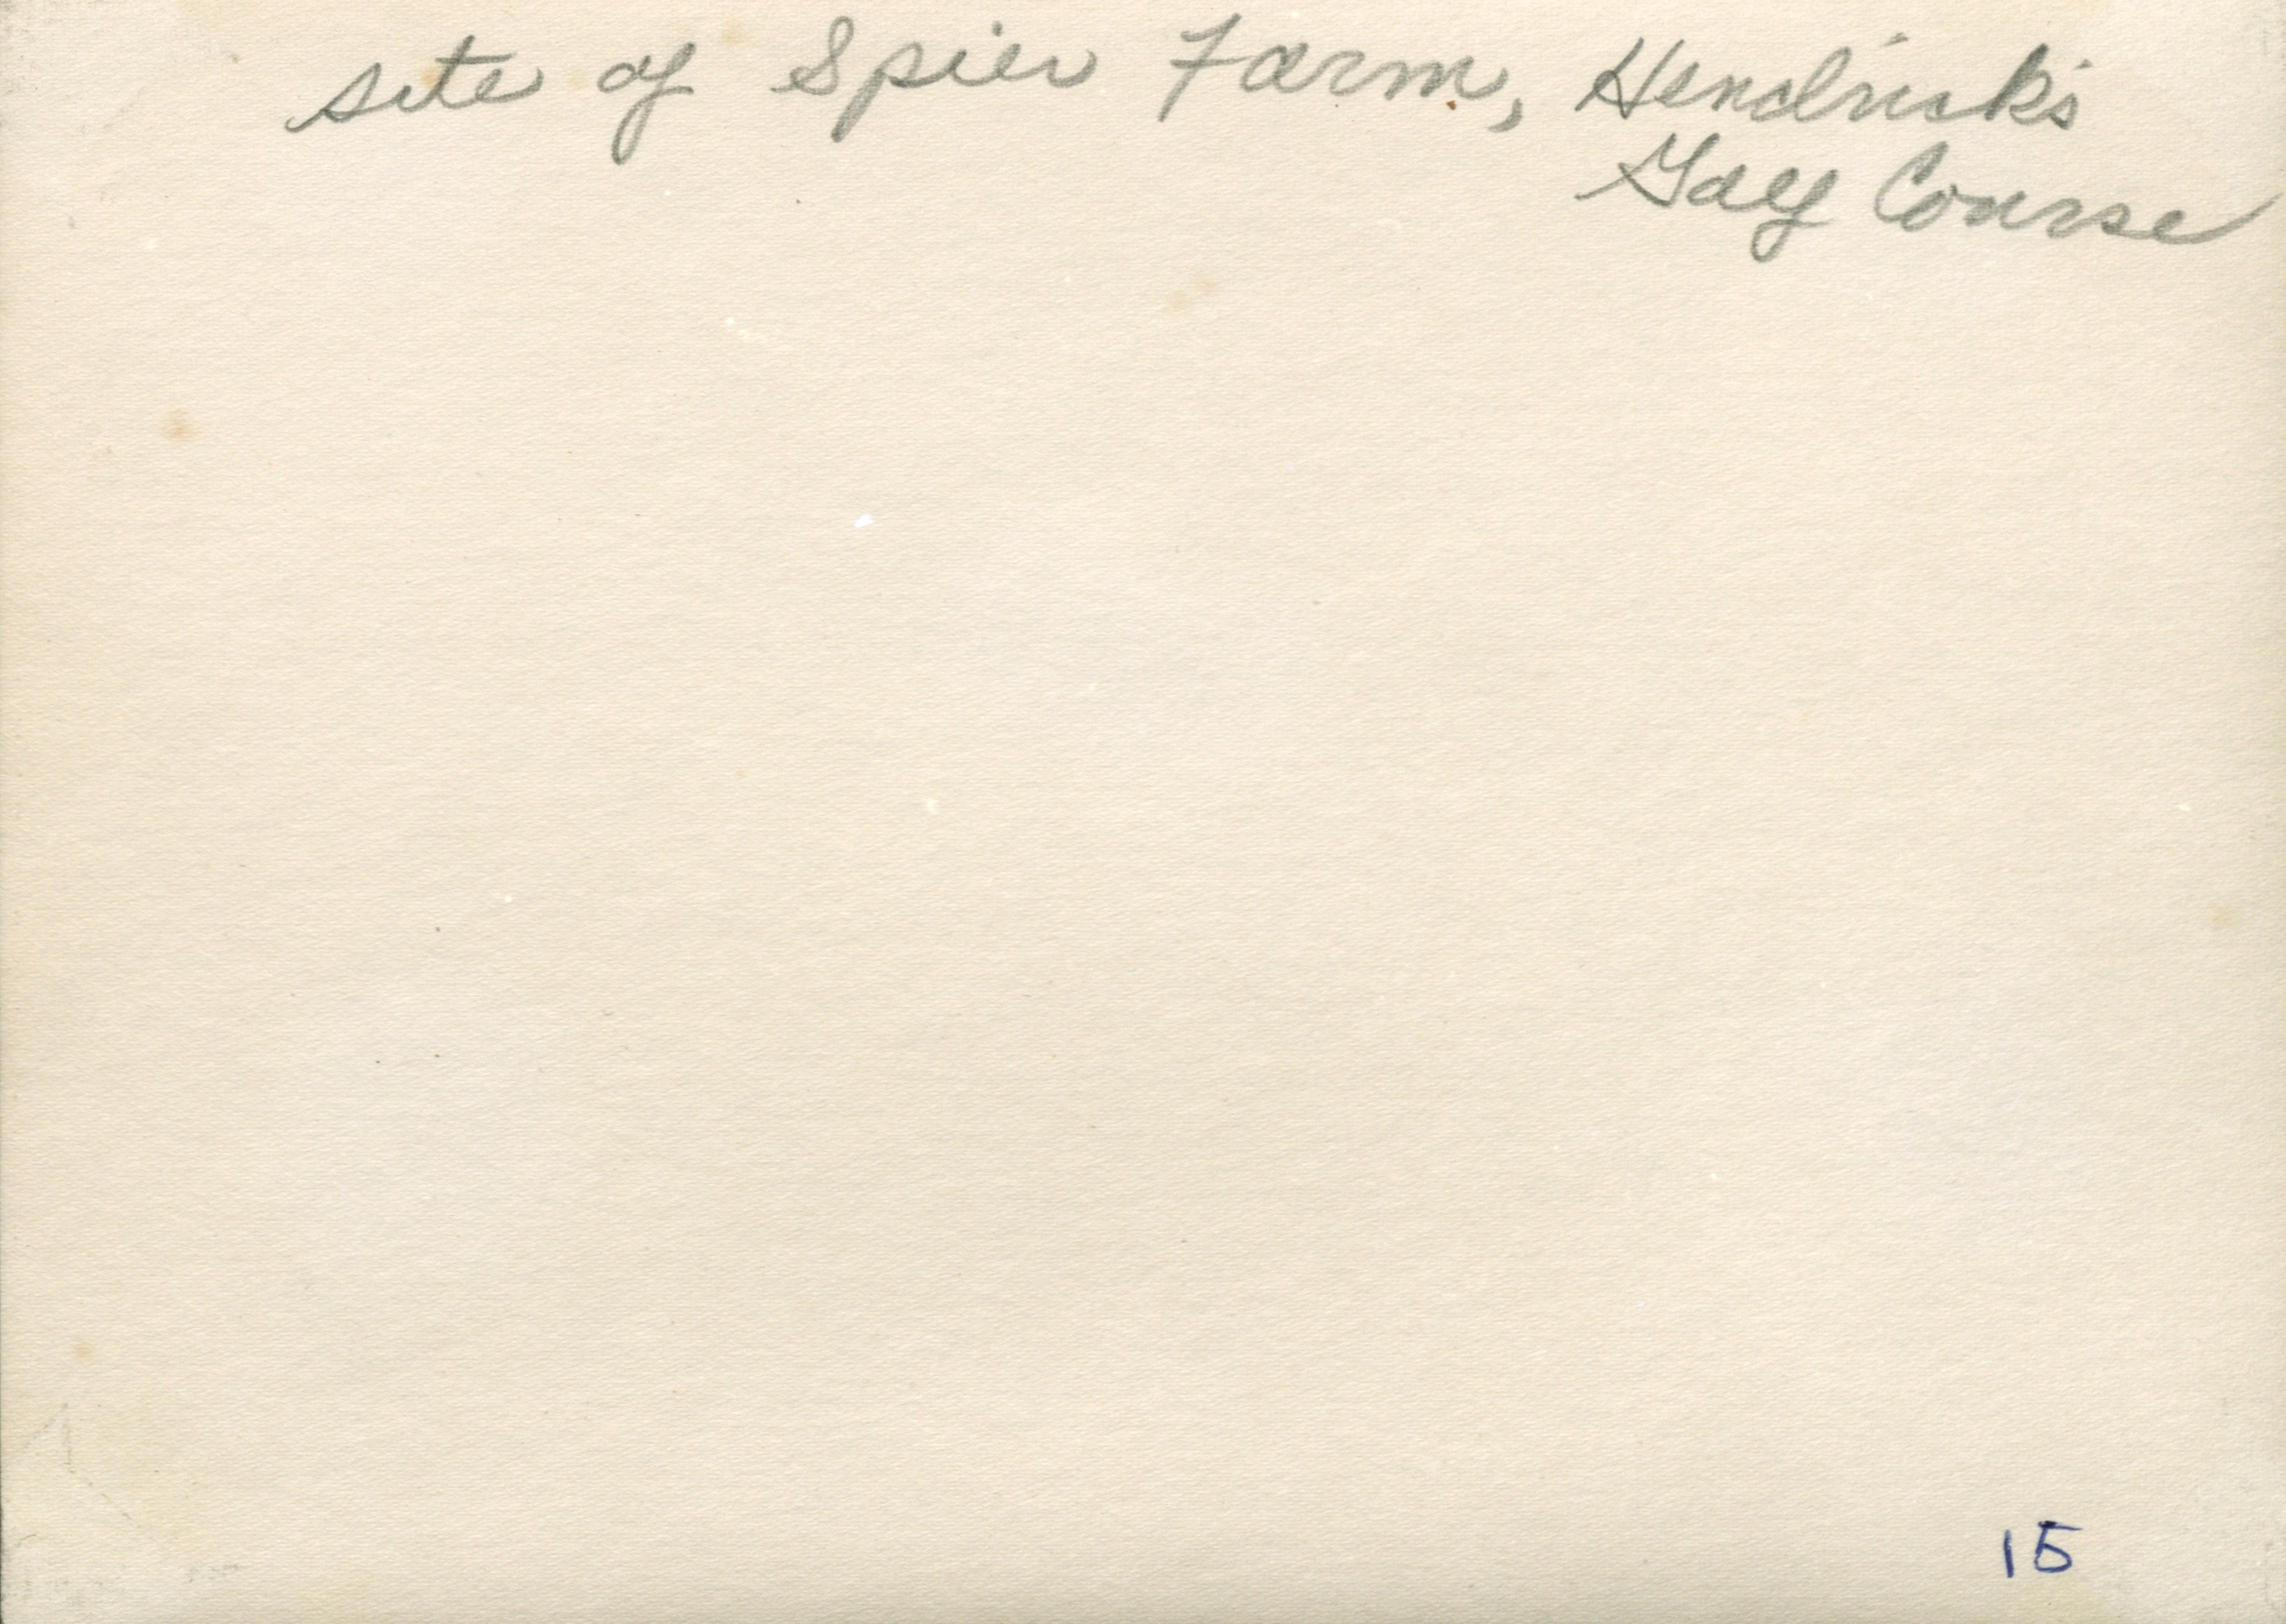 site of Spier Farm, Hendricks
Golf Course
15